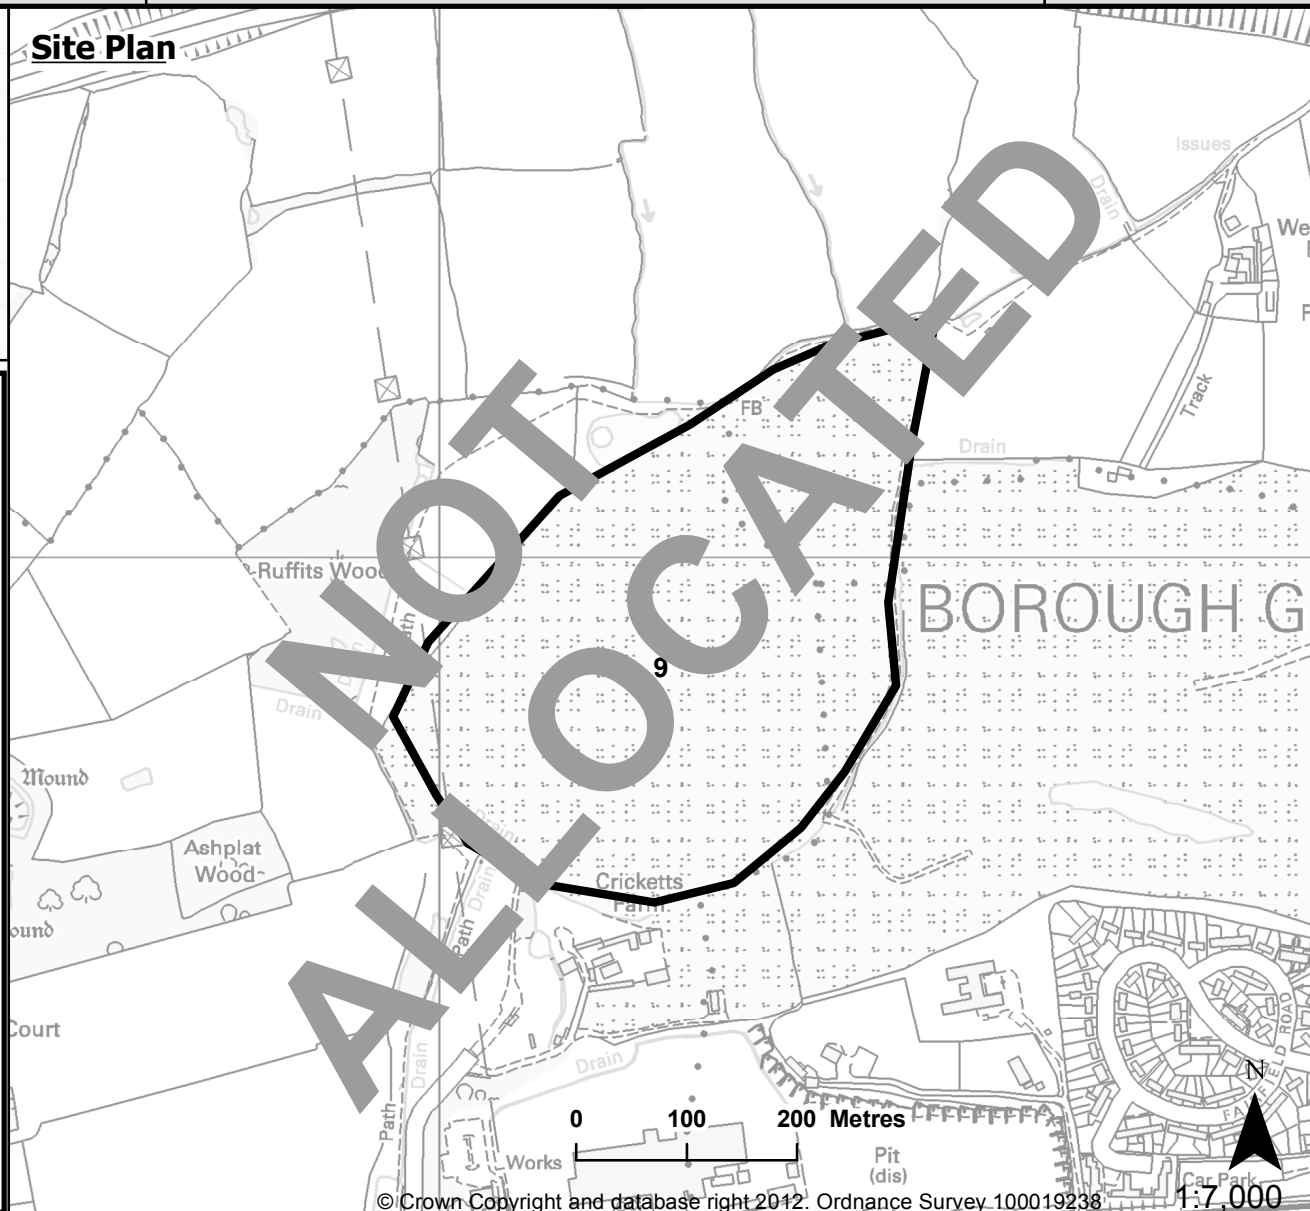 Site Plan
Issues
Drain
We
F
Track
FB
Drain
NOT
ALLOCATED
Ruffits Wood
BOROUGH G
Path
Drain
9
Mound
Drain
Ashplat
Wood
Drain
Cricketts
Farm
ound
Path
Court
Drain
Drain
ROAD
N
Path
0 100 200 Metres
Works
Pit
(dis)
Car Park
© Crown Copyright and database right 2012. Ordnance Survey 100019238
1:7,000